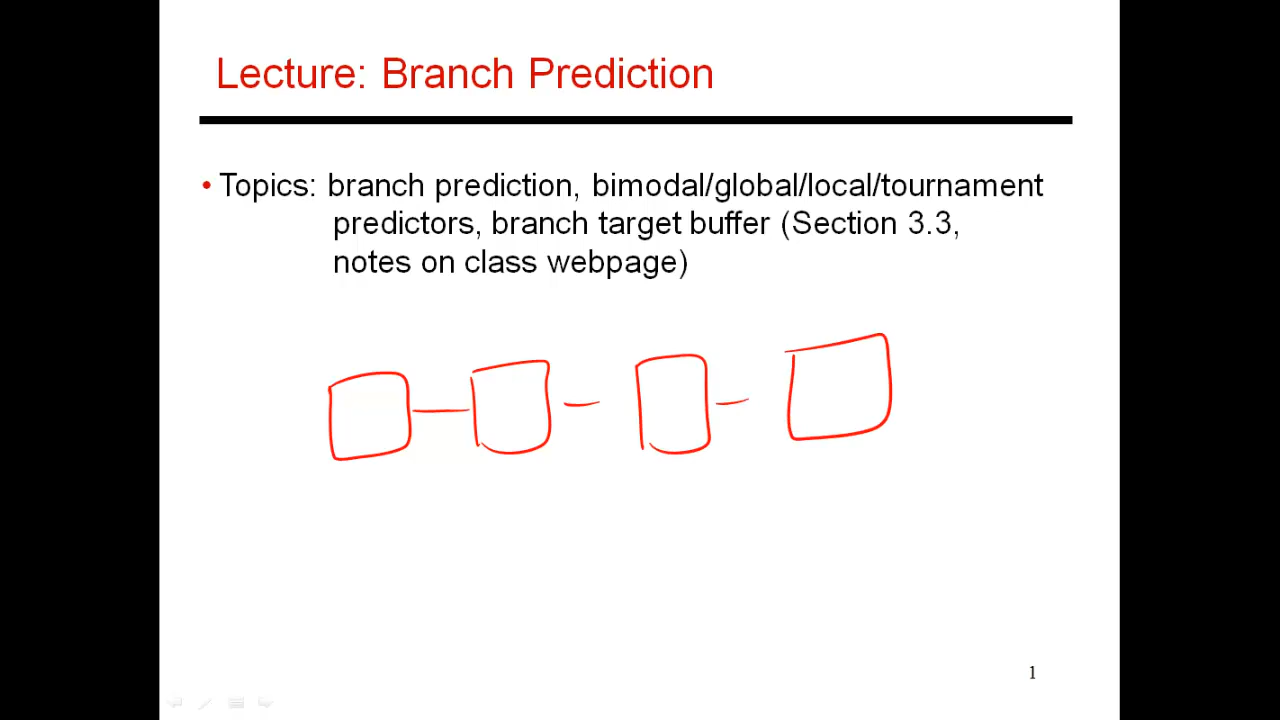 Lecture: Branch Prediction
• Topics: branch prediction, bimodal/global/local/tournament
predictors, branch target buffer (Section 3.3,
notes on class webpage)
1